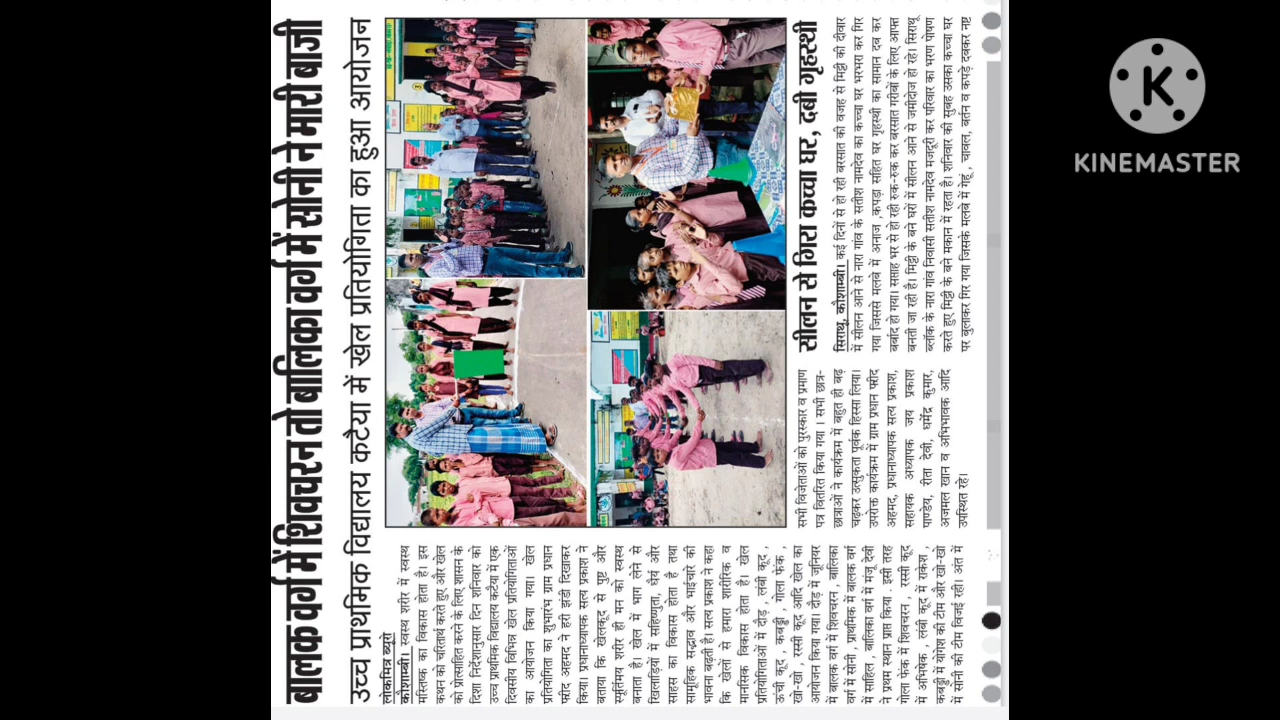 बालक वर्ग में शिवचरन तो बालिका वर्ग में सोनी ने मारी बाजी
उच्च प्राथमिक विद्यालय कटैया में खेल प्रतियोगिता का हुआ आयोजन
लोकमित्र ब्यूरो
कौशाम्बी। स्वस्थ शरीर में स्वस्थ
मस्तिष्क का विकास होता है। इस
कथन को चरितार्थ करते हुए और खेल
को प्रोत्साहित करने के लिए शासन के
दिशा निर्देशानुसार दिन शनिवार को
उच्च प्राथमिक विद्यालय कटैया में एक
दिवसीय विभिन्न खेल प्रतियोगिताओं
का आयोजन किया गया। खेल
प्रतियोगिता का शुभारंभ ग्राम प्रधान
फरीद अहमद ने हरी झंडी दिखाकर
किया। प्रधानाध्यापक सत्य प्रकाश ने
बताया कि खेलकूद से पुष्ट और
स्फूर्तिमय शरीर ही मन को स्वस्थ
बनाता है। खेल में भाग लेने से
खिलाड़ियों में सहिष्णुता, धैर्य और
साहस का विकास होता है तथा
सामूहिक सद्भाव और भाईचारे की
भावना बढ़ती है। सत्य प्रकाश ने कहा
कि खेलों से हमारा शारीरिक व
मानसिक विकास होता है। खेल
प्रतियोगिताओं में दौड़ , लंबी कूद ,
ऊंची कूद , कबड्डी , गोला फेंक ,
खो-खो , रस्सी कूद आदि खेल का
आयोजन किया गया। दौड़ में जूनियर
में बालक वर्ग में शिवचरन , बालिका
वर्ग में सोनी , प्राथमिक में बालक वर्ग
में साहिल , बालिका वर्ग में मंजू देवी
ने प्रथम स्थान प्राप्त किया . इसी तरह
गोला फेंक में शिवचरन , रस्सी कूद
में अभिषेक , लंबी कूद में राकेश ,
कबड्डी में योगेश की टीम और खो-खो
में सोनी की टीम विजई रही। अंत में
सभी विजेताओं को पुरस्कार व प्रमाण
पत्र वितरित किया गया । सभी छात्र-
छात्राओं ने कार्यक्रम में बहुत ही बढ़
चढ़कर उत्सुकता पूर्वक हिस्सा लिया।
उपरोक्त कार्यक्रम में ग्राम प्रधान फरीद
अहमद, प्रधानाध्यापक सत्य प्रकाश,
सहायक अध्यापक जय प्रकाश
पाण्डेय, रीता देवी, धर्मेंद्र कुमार,
अजमल खान व अभिभावक आदि
उपस्थित रहे।
सीलन से गिरा कच्चा घर, दबी गृहस्थी
सिराथू, कौशाम्बी। कई दिनों से हो रही बरसात की वजह से मिट्टी की दीवार
में सीलन आने से नारा गांव के सतीश नामदेव का कच्चा घर भरभरा कर गिर
गया जिससे मलबे में अनाज ,कपड़ा सहित घर गृहस्थी का सामान दब कर
बर्बाद हो गया। सप्ताह भर से हो रही रुक-रुक कर बरसात गरीबों के लिए आफत
बनती जा रही है। मिट्टी के बने घरों में सीलन आने से जमींदोज हो रहे। सिराथू
ब्लॉक के नारा गांव निवासी सतीश नामदेव मजदूरी कर परिवार का भरण पोषण
करते हुए मिट्टी के बने मकान में रहता है। शनिवार की सुबह उसका कच्चा घर
गिर गया जिसके मलबे में गेहूं , चावल, बर्तन व कपड़े दबकर नष्ट
KINEMASTER